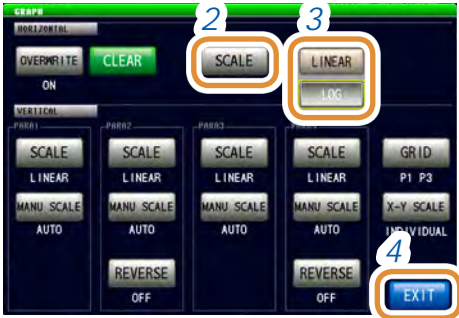 GRAPH
HORIZONTAL
2
3
OVERWRITE
CLEAR
SCALE
LINEAR
ON
LOG
VERTICAL
PARA1
PARA2
PARA3
SCALE
SCALE
SCALE
SCALE
GRID
LINEAR
LINEAR
LINEAR
LINEAR
P1 P3
MANU SCALE
MANU SCALE
MANU SCALE
MANU SCALE
X-Y SCALE
AUTO
AUTO
AUTO
AUTO
INDIVIDUAL
4
REVERSE
REVERSE
EXIT
OFF
OFF